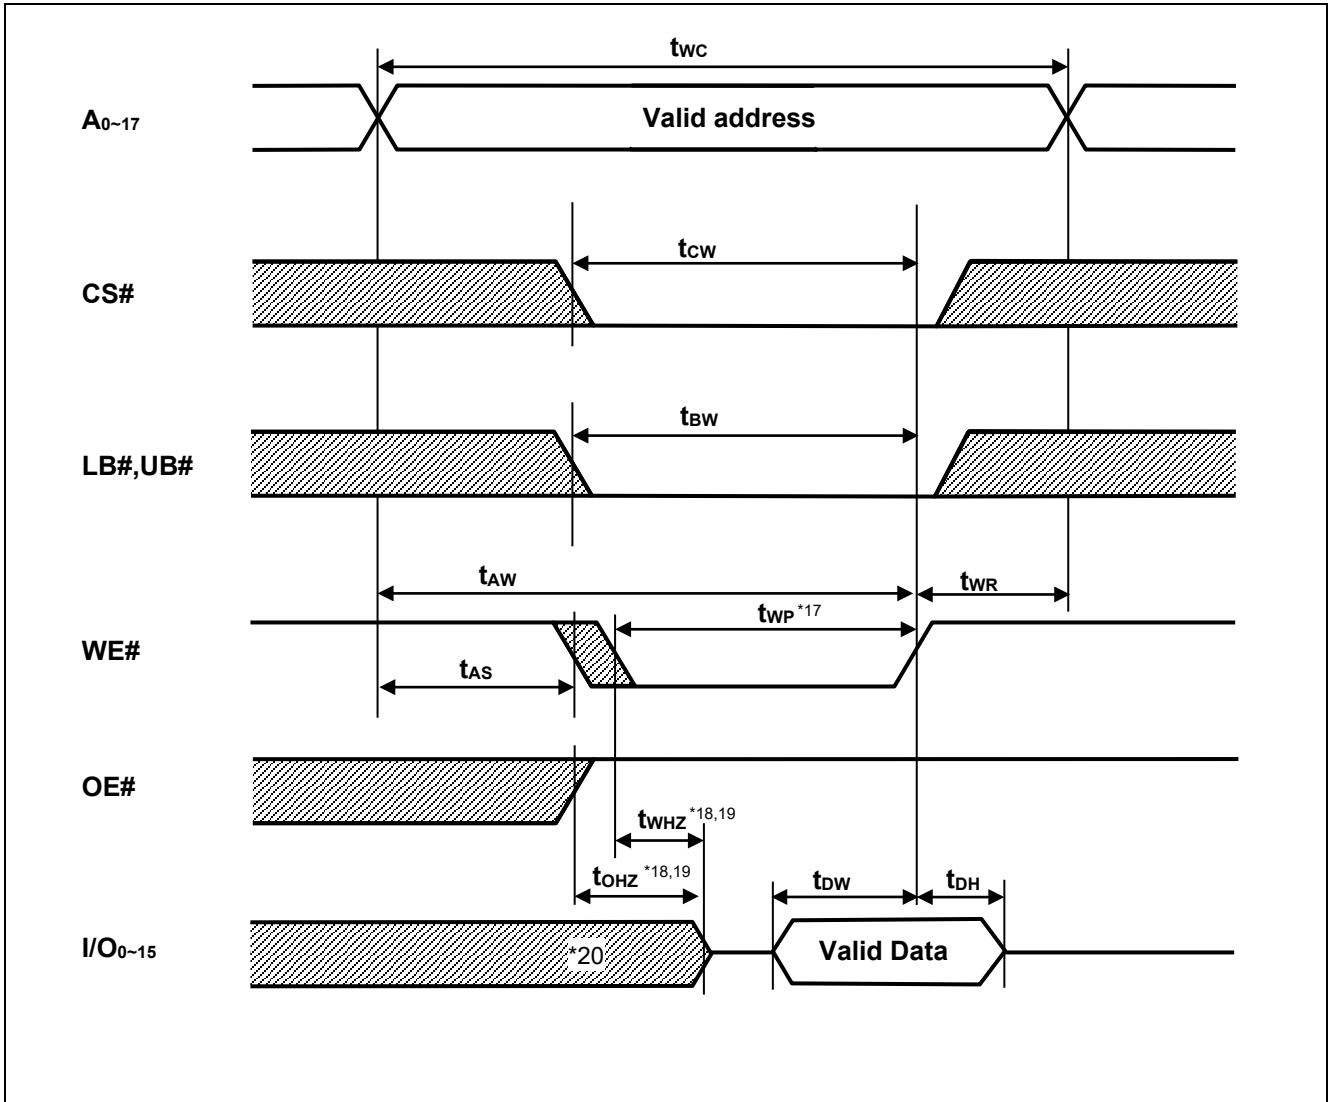 tWC
A0~17
Valid address
tCW
CS#
tBW
LB#,UB#
tAW
tWR
tWP *17
WE#
tAS
OE#
tWHZ *18,19
tOHZ *18,19
tDW
tDH
I/O0~15
*20
Valid Data